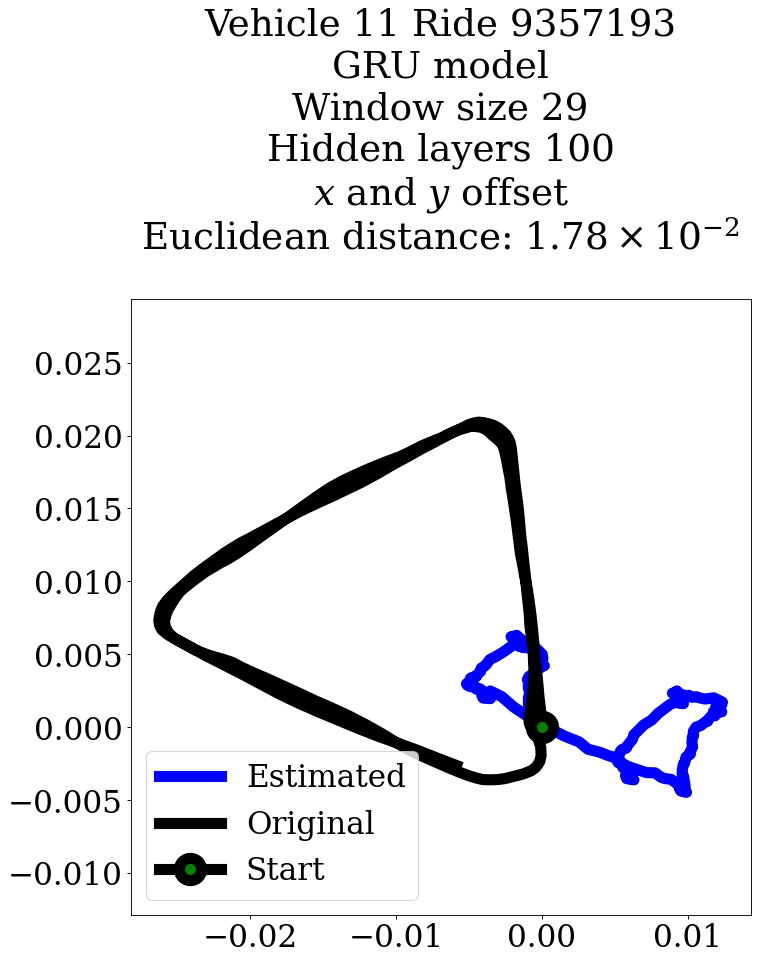 Vehicle 11 Ride 9357193
GRU model
Window size 29
Hidden layers 100
x and y offset
Euclidean distance: 1.78 × 10⁻²
0.025
0.020
0.015
0.010
0.005
0.000
−0.005
−0.010
Estimated
Original
Start
−0.02 −0.01 0.00 0.01